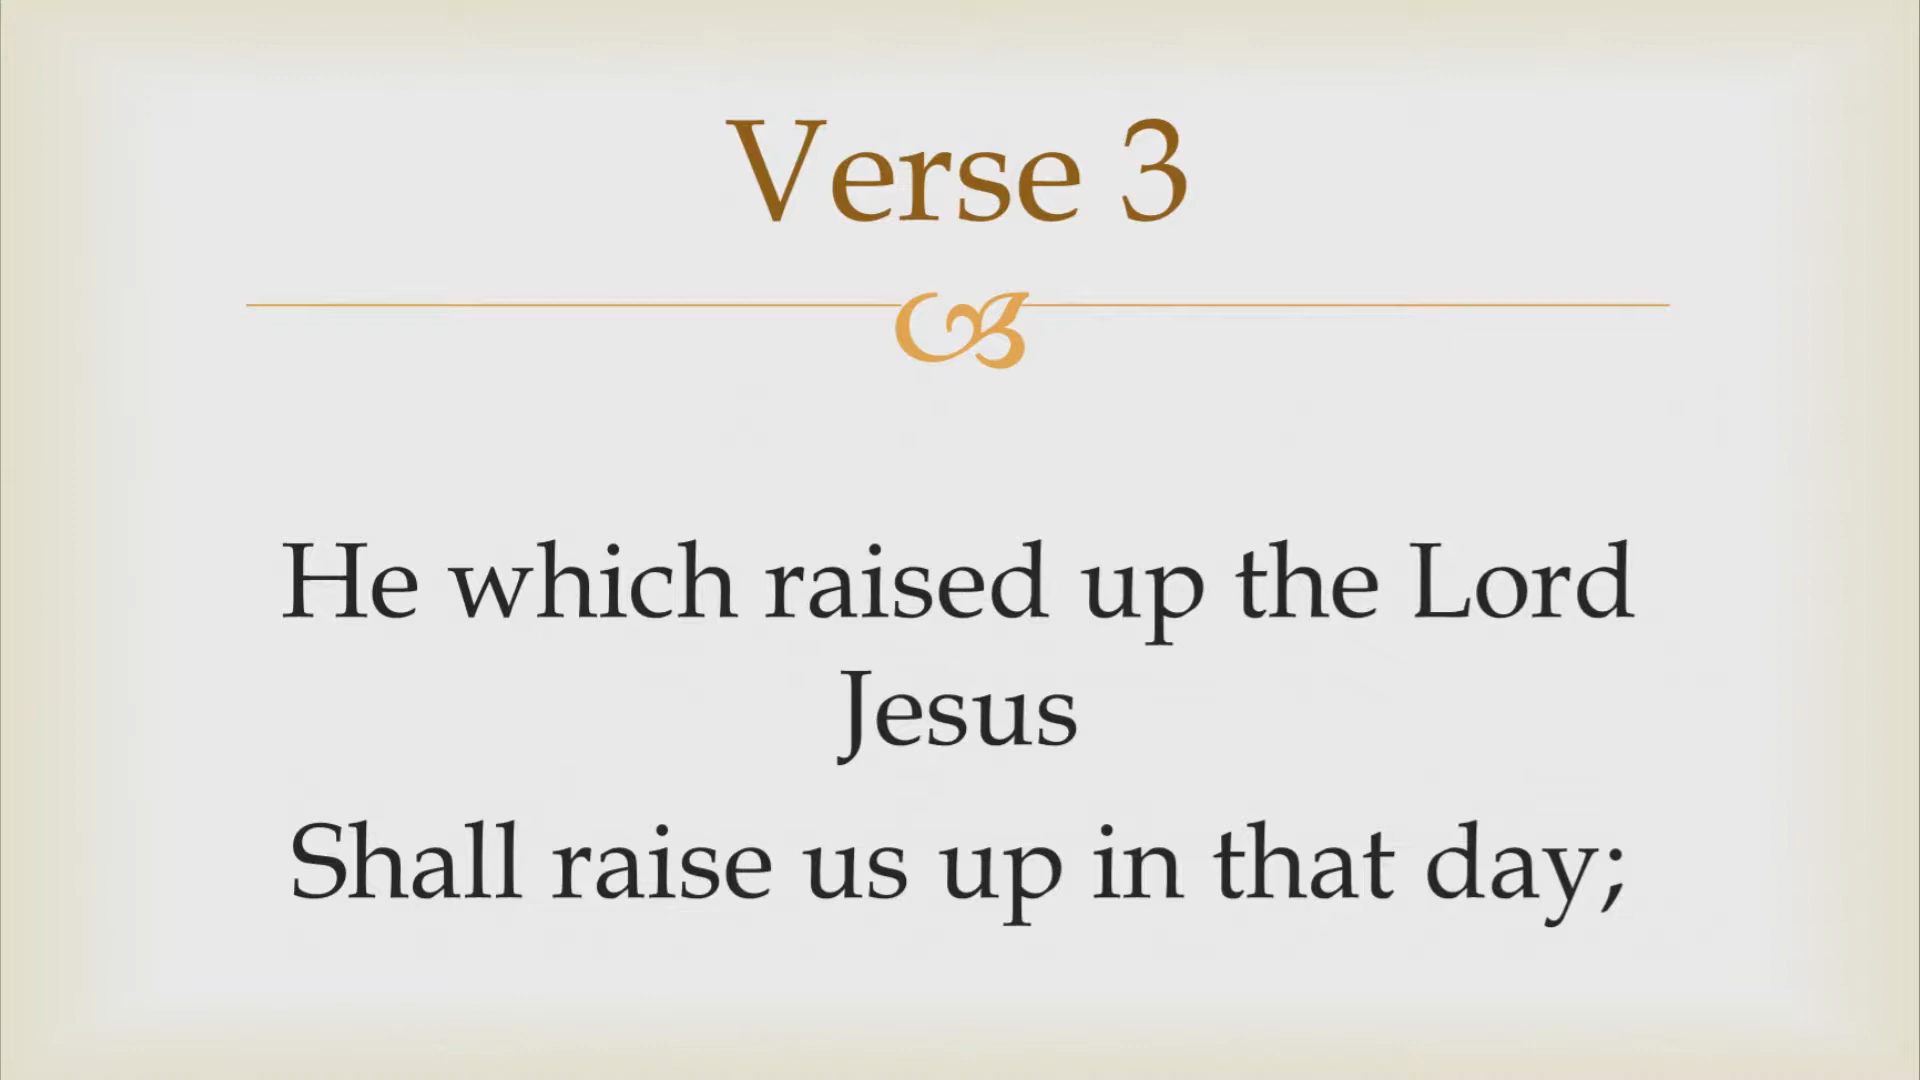 Verse 3
He which raised up the Lord
Jesus
Shall raise us up in that day;